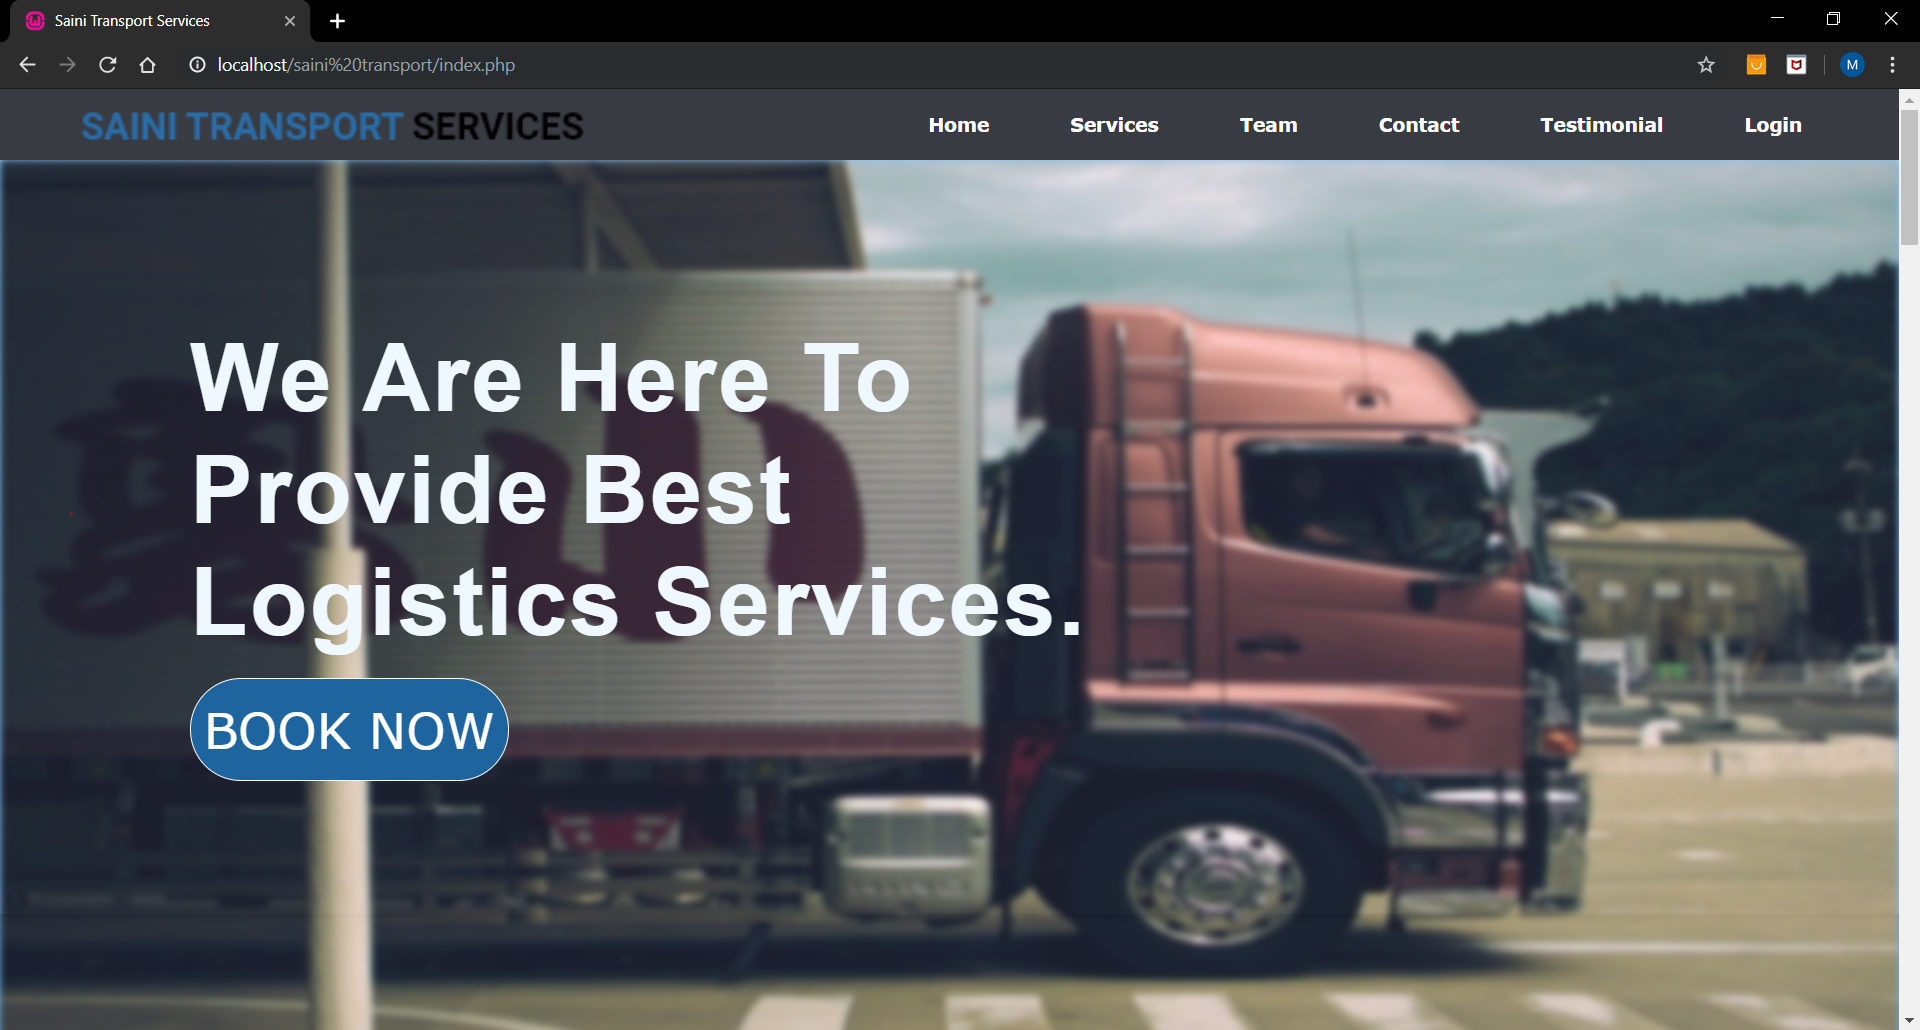 Saini Transport Services
localhost/saini%20transport/index.php
M
SAINI TRANSPORT SERVICES
Home
Services
Team
Contact
Testimonial
Login
We Are Here To
Provide Best
Logistics Services.
BOOK NOW